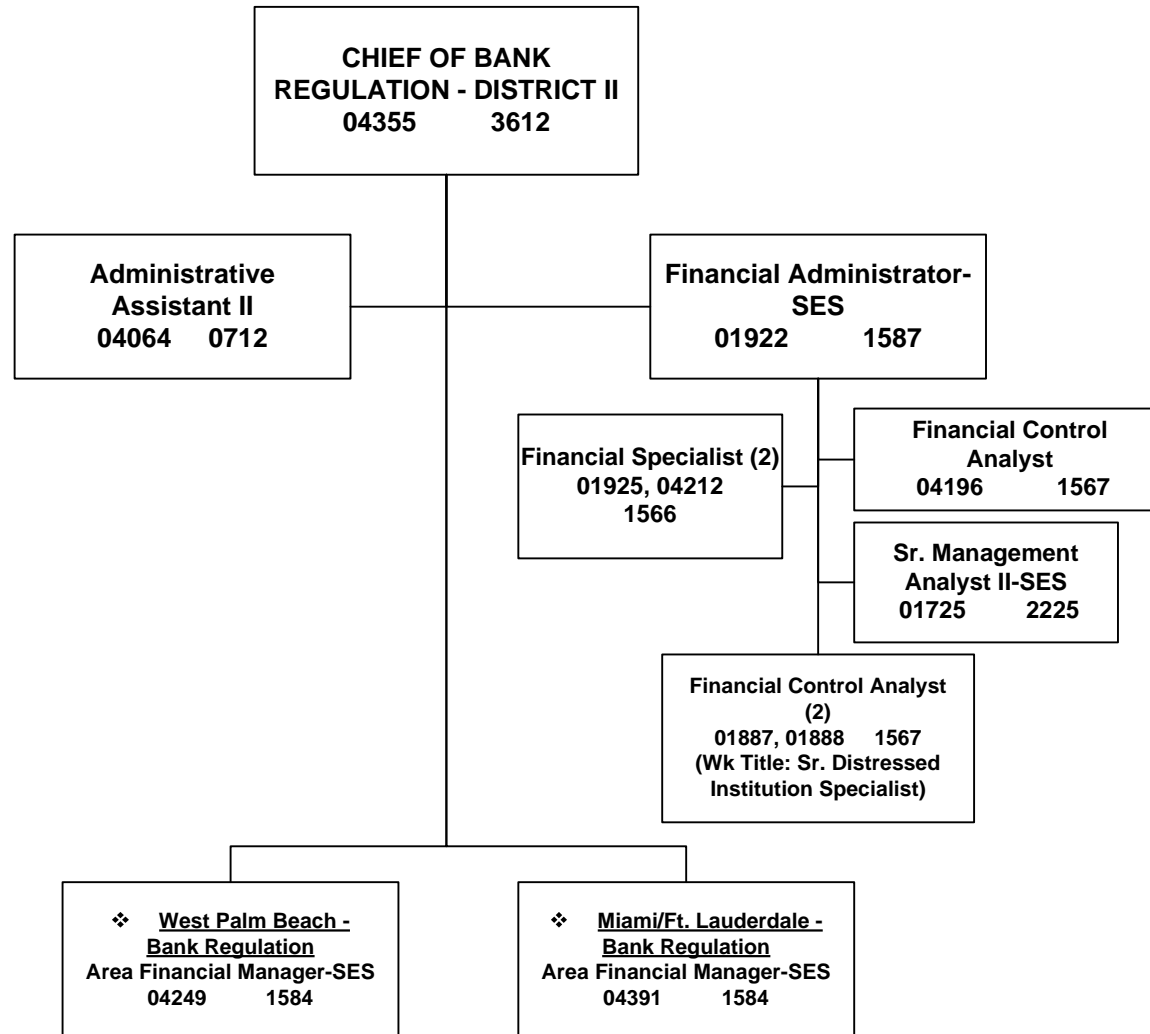 CHIEF OF BANK
REGULATION - DISTRICT II
04355 3612
Administrative
Assistant II
04064 0712
Financial Administrator-
SES
01922 1587
Financial Specialist (2)
01925, 04212
1566
Financial Control
Analyst
04196 1567
Sr. Management
Analyst II-SES
01725 2225
Financial Control Analyst
(2)
01887, 01888 1567
(Wk Title: Sr. Distressed
Institution Specialist)
❖ West Palm Beach -
Bank Regulation
Area Financial Manager-SES
04249 1584
❖ Miami/Ft. Lauderdale -
Bank Regulation
Area Financial Manager-SES
04391 1584